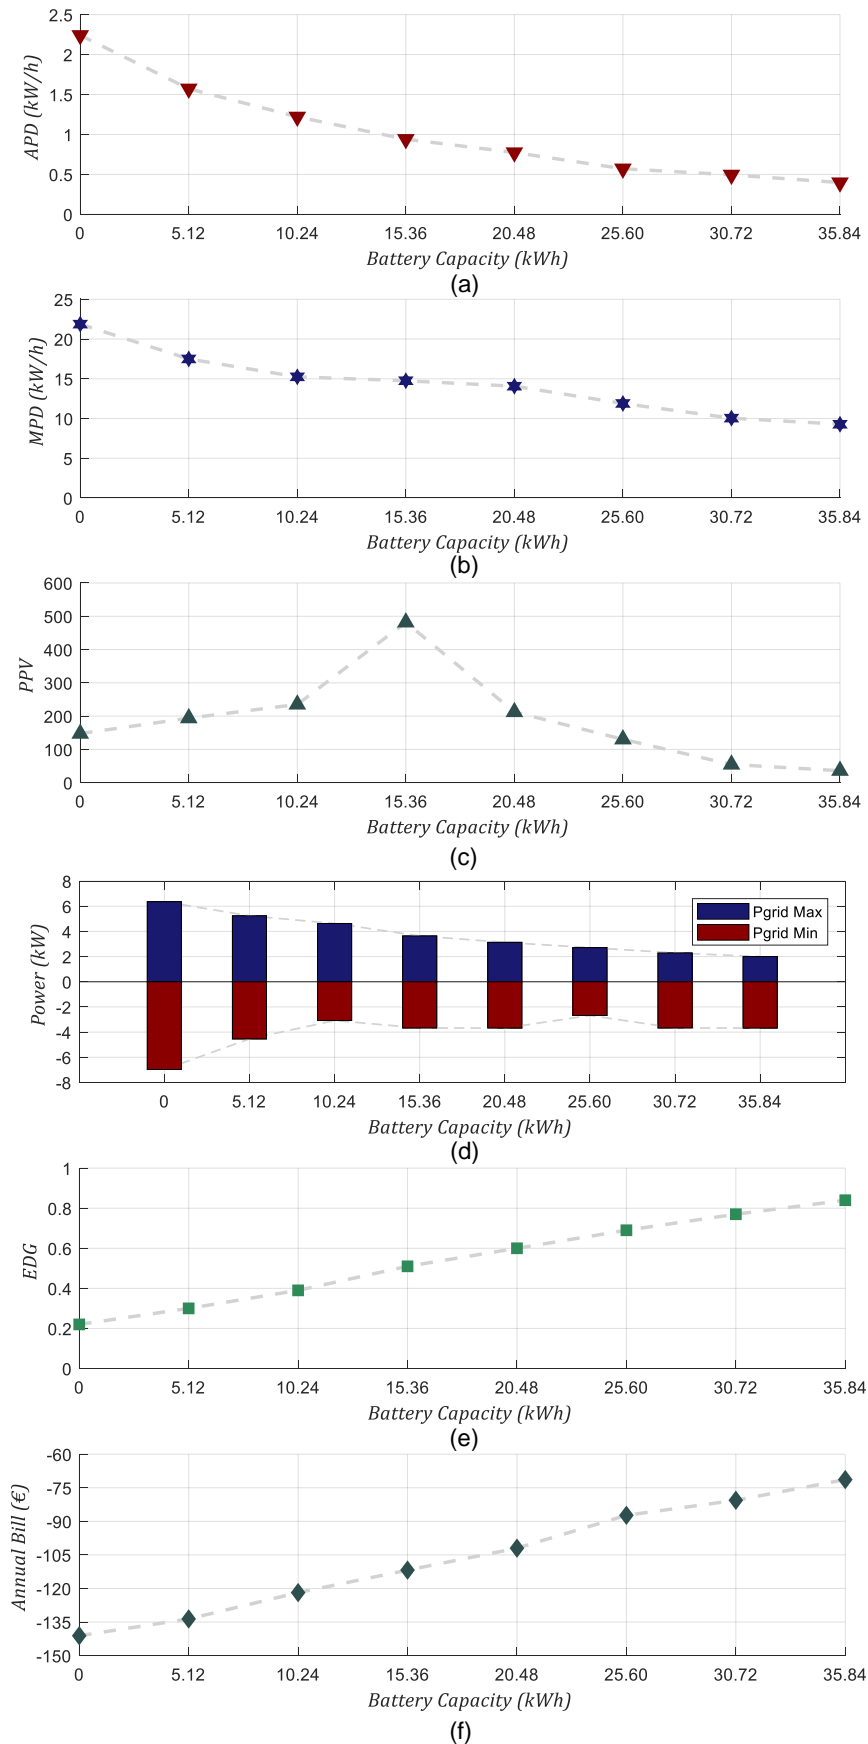 2.5
2
1.5
1
0.5
0
APD (kW/h)
0 5.12 10.24 15.36 20.48 25.60 30.72 35.84
Battery Capacity (kWh)
(a)
25
20
15
10
5
0
MPD (kW/h)
0 5.12 10.24 15.36 20.48 25.60 30.72 35.84
Battery Capacity (kWh)
(b)
600
500
400
300
200
100
0
PPV
0 5.12 10.24 15.36 20.48 25.60 30.72 35.84
Battery Capacity (kWh)
(c)
8
6
4
2
0
-2
-4
-6
-8
Power (kW)
Pgrid Max
Pgrid Min
0 5.12 10.24 15.36 20.48 25.60 30.72 35.84
Battery Capacity (kWh)
(d)
1
0.8
0.6
0.4
0.2
0
EDG
0 5.12 10.24 15.36 20.48 25.60 30.72 35.84
Battery Capacity (kWh)
(e)
-60
-75
-90
-105
-120
-135
-150
Annual Bill (€)
0 5.12 10.24 15.36 20.48 25.60 30.72 35.84
Battery Capacity (kWh)
(f)